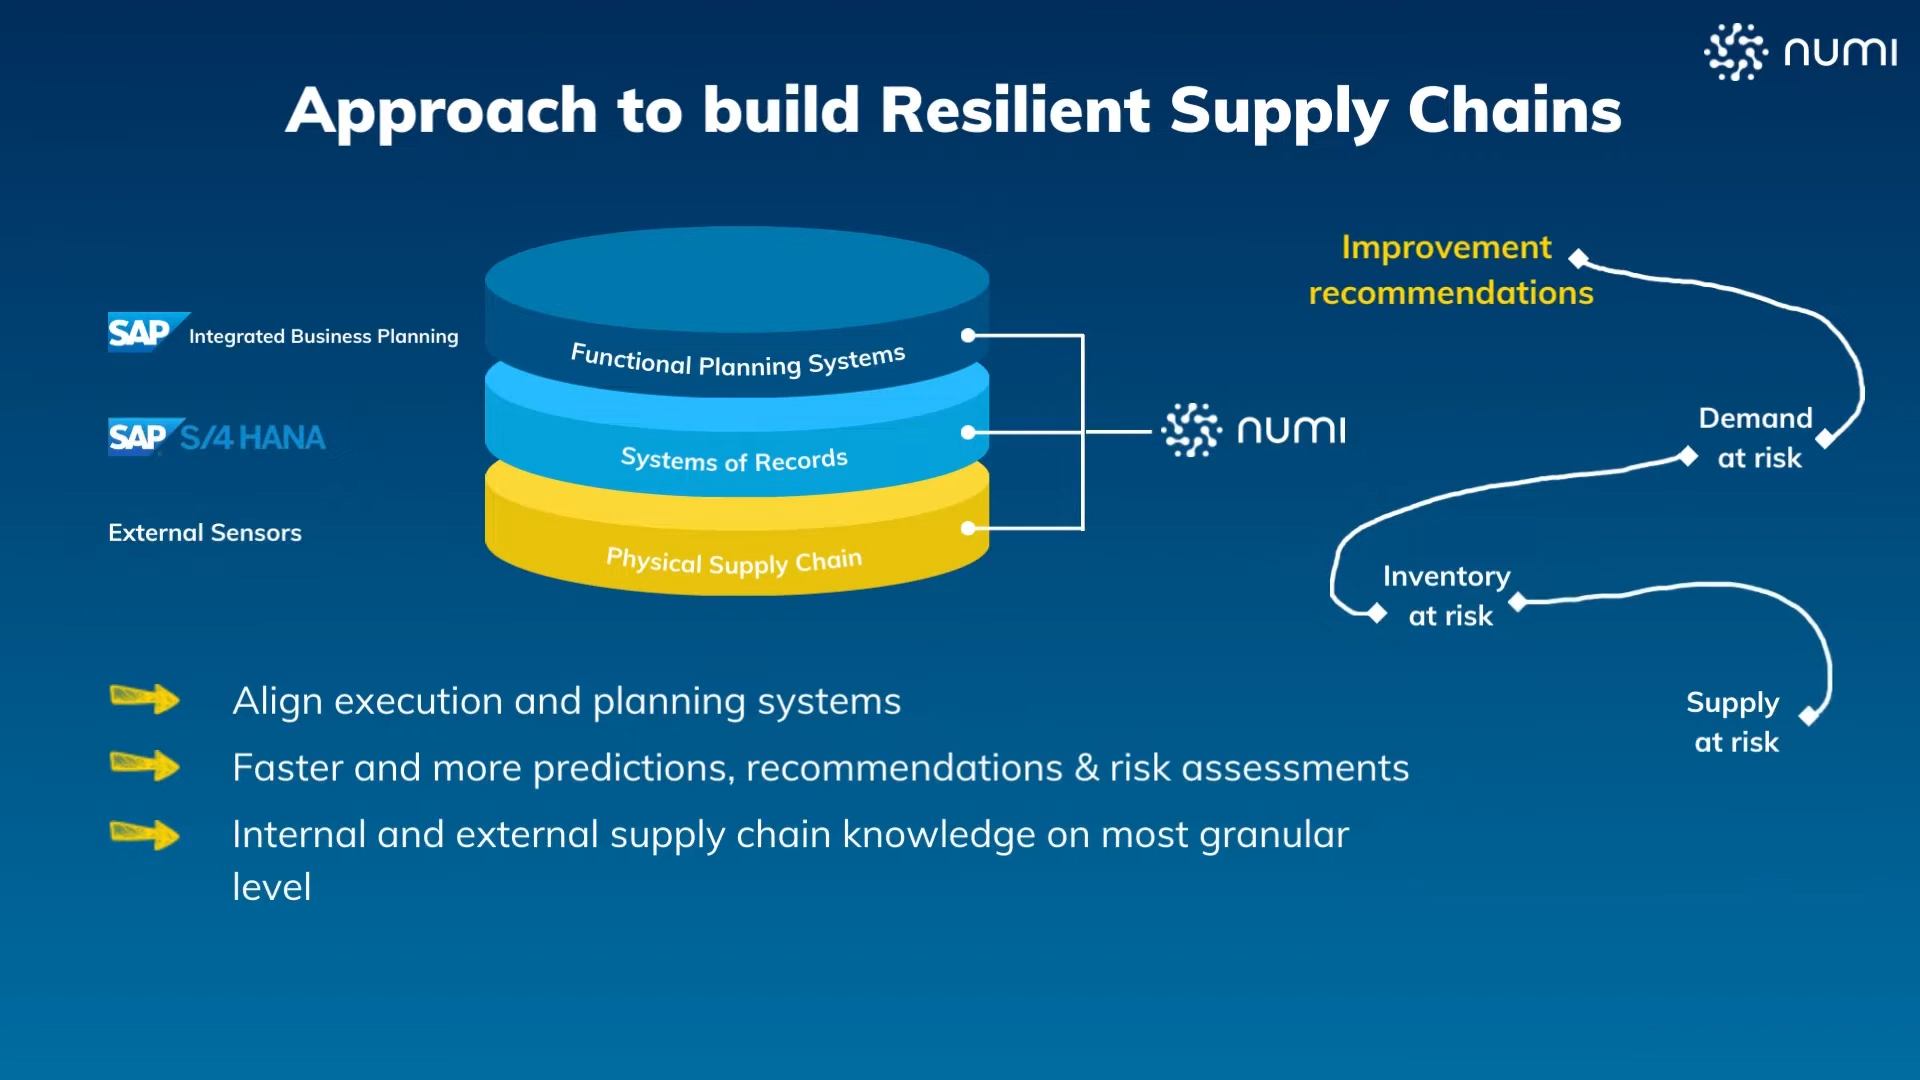 numi
Approach to build Resilient Supply Chains
SAP Integrated Business Planning
SAP S/4HANA
External Sensors
Functional Planning Systems
Systems of Records
Physical Supply Chain
numi
Improvement
recommendations
Demand
at risk
Inventory
at risk
Supply
at risk
Align execution and planning systems
Faster and more predictions, recommendations & risk assessments
Internal and external supply chain knowledge on most granular
level